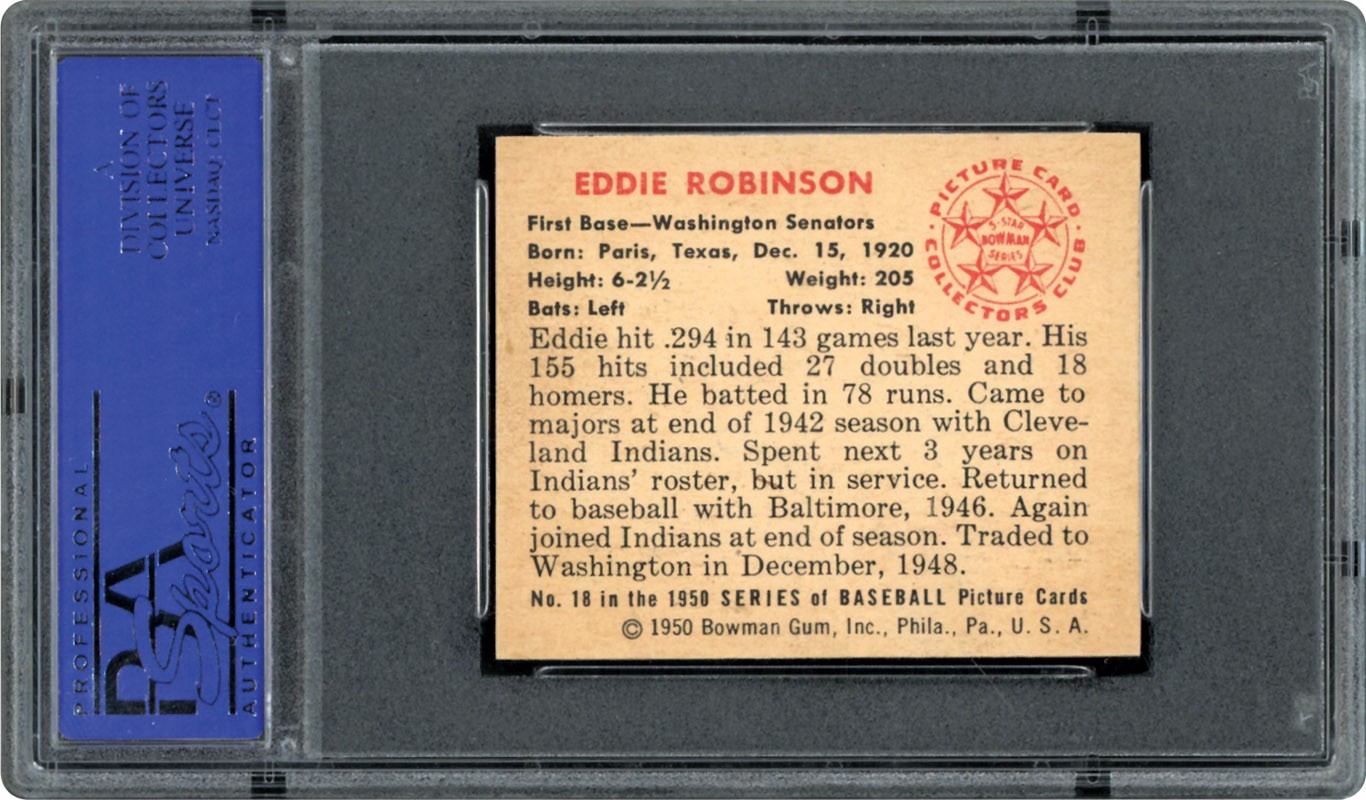 A
DIVISION OF
COLLECTORS
UNIVERSE
NASDAQ: CLCT
PROFESSIONAL
PSA
Sports®
AUTHENTICATOR
EDDIE ROBINSON
First Base—Washington Senators
Born: Paris, Texas, Dec. 15, 1920
Height: 6-2½ Weight: 205
Bats: Left Throws: Right
PICTURE CARD
COLLECTORS CLUB
5-STAR
BOWMAN
SERIES
Eddie hit .294 in 143 games last year. His
155 hits included 27 doubles and 18
homers. He batted in 78 runs. Came to
majors at end of 1942 season with Cleve-
land Indians. Spent next 3 years on
Indians' roster, but in service. Returned
to baseball with Baltimore, 1946. Again
joined Indians at end of season. Traded to
Washington in December, 1948.
No. 18 in the 1950 SERIES of BASEBALL Picture Cards
© 1950 Bowman Gum, Inc., Phila., Pa., U. S. A.